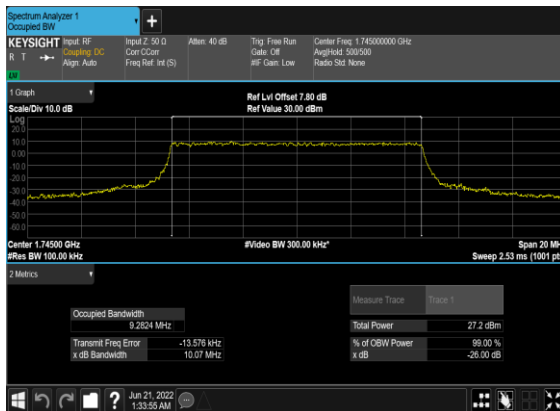 Spectrum Analyzer 1
Occupied BW
+
KEYSIGHT Input: RF Input Z: 50 Ω Atten: 40 dB Trig: Free Run Center Freq: 1.745000000 GHz
R T Coupling: DC Corr CCorr Gate: Off Avg|Hold: 500/500
Align: Auto Freq Ref: Int (S) #IF Gain: Low Radio Std: None
1 Graph
Ref Lvl Offset 7.80 dB
Scale/Div 10.0 dB Ref Value 30.00 dBm
Log
20.0
10.0
0.00
-10.0
-20.0
-30.0
-40.0
-50.0
-60.0
Center 1.74500 GHz #Video BW 300.00 kHz* Span 20 MH
#Res BW 100.00 kHz Sweep 2.53 ms (1001 pt
2 Metrics
Measure Trace Trace 1
Occupied Bandwidth
9.2824 MHz Total Power 27.2 dBm
Transmit Freq Error -13.576 kHz % of OBW Power 99.00 %
x dB Bandwidth 10.07 MHz x dB -26.00 dB
? Jun 21, 2022
1:33:55 AM